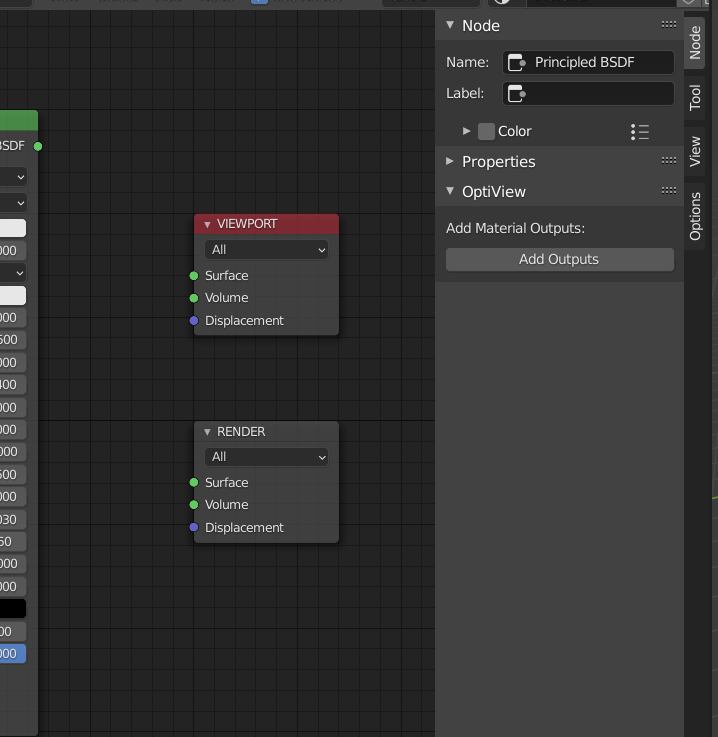 Node
Name: Principled BSDF
Label:
Color
Properties
OptiView
Add Material Outputs:
Add Outputs
Node
Tool
View
Options
BSDF
000
000
500
000
400
000
000
000
500
000
030
50
000
000
00
000
VIEWPORT
All
Surface
Volume
Displacement
RENDER
All
Surface
Volume
Displacement